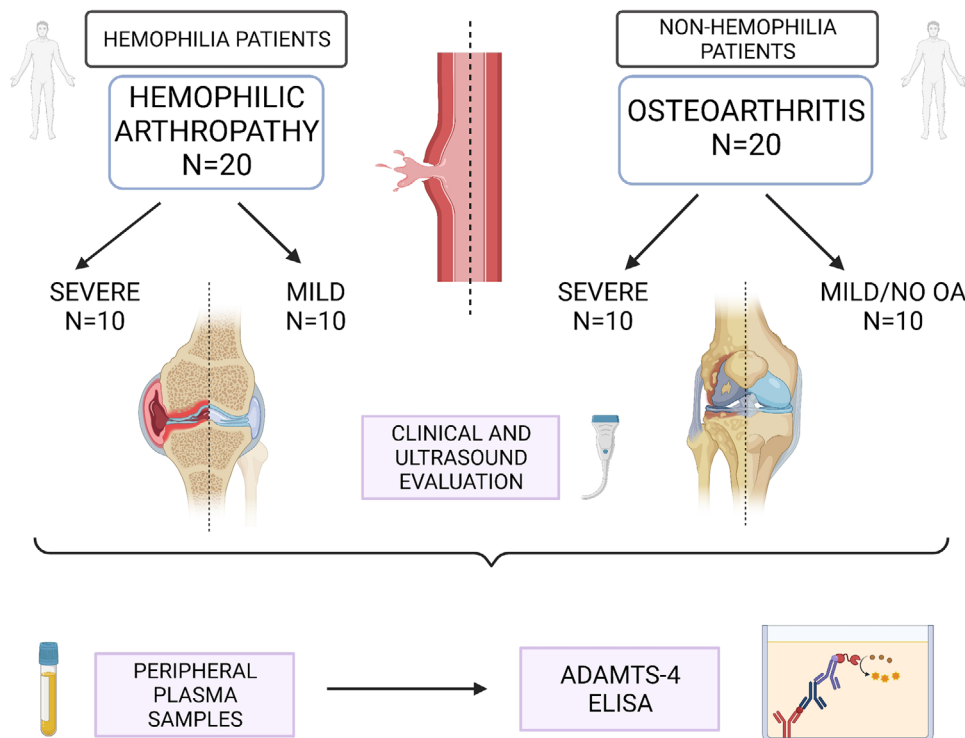 HEMOPHILIA PATIENTS
HEMOPHILIC
ARTHROPATHY
N=20
SEVERE
N=10
MILD
N=10
NON-HEMOPHILIA
PATIENTS
OSTEOARTHRITIS
N=20
SEVERE
N=10
MILD/NO OA
N=10
CLINICAL AND
ULTRASOUND
EVALUATION
PERIPHERAL
PLASMA
SAMPLES
ADAMTS-4
ELISA